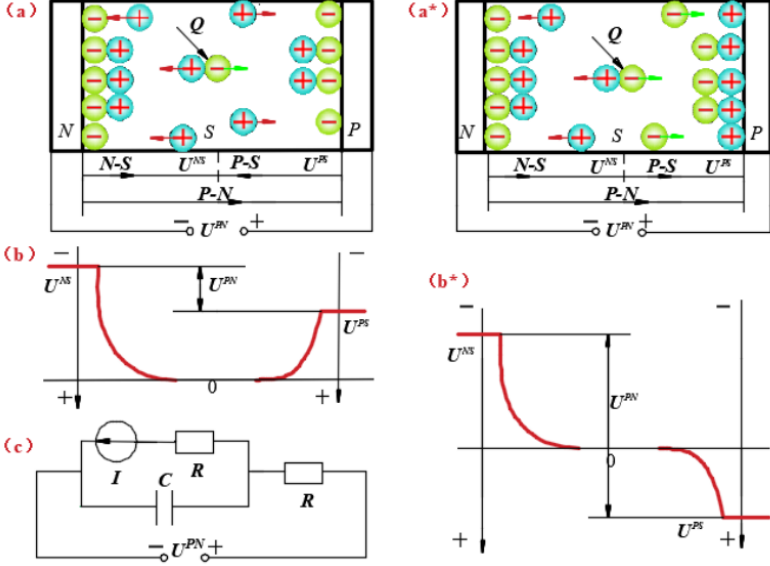 (a)
Q
N
S
P
N-S
U^NS
P-S
U^PS
P-N
− U^PN +
(b)
−
−
U^NS
U^PN
U^PS
0
+
+
(c)
I
R
C
R
− U^PN +
(a*)
Q
N
S
P
N-S
U^NS
P-S
U^PS
P-N
− U^PN +
(b*)
−
−
U^NS
U^PN
0
U^PS
+
+